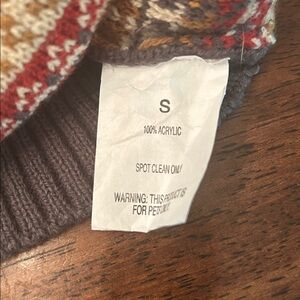 S
100% ACRYLIC
SPOT CLEAN ONLY
WARNING: THIS PRODUCT IS
FOR PETS